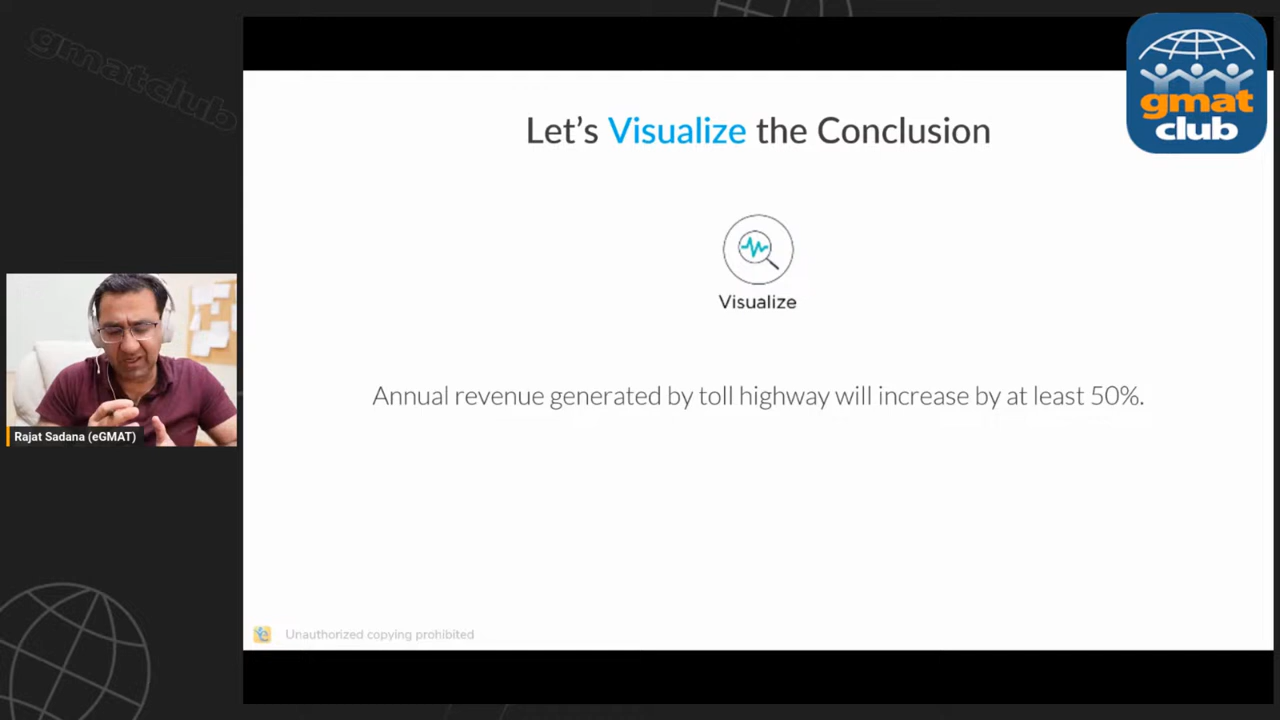 gmatclub
gmat
club
Let's Visualize the Conclusion
Visualize
Annual revenue generated by toll highway will increase by at least 50%.
Rajat Sadana (eGMAT)
Unauthorized copying prohibited